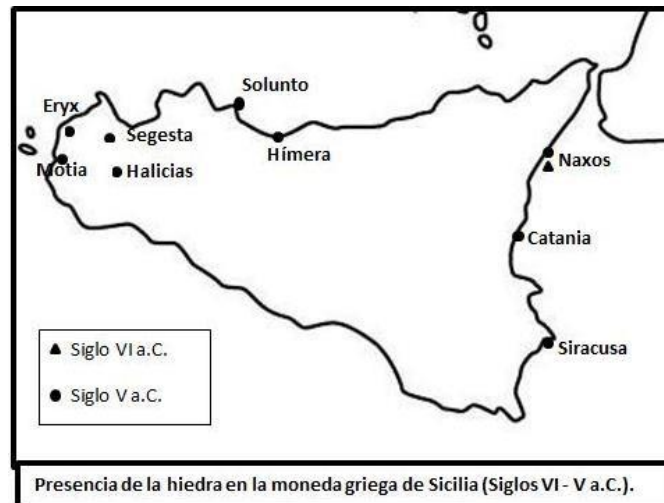 Solunto
Eryx
Segesta
Hímera
Naxos
Motia
Halicias
Catania
Siracusa
Siglo VI a.C.
Siglo V a.C.
Presencia de la hiedra en la moneda griega de Sicilia (Siglos VI - V a.C.).